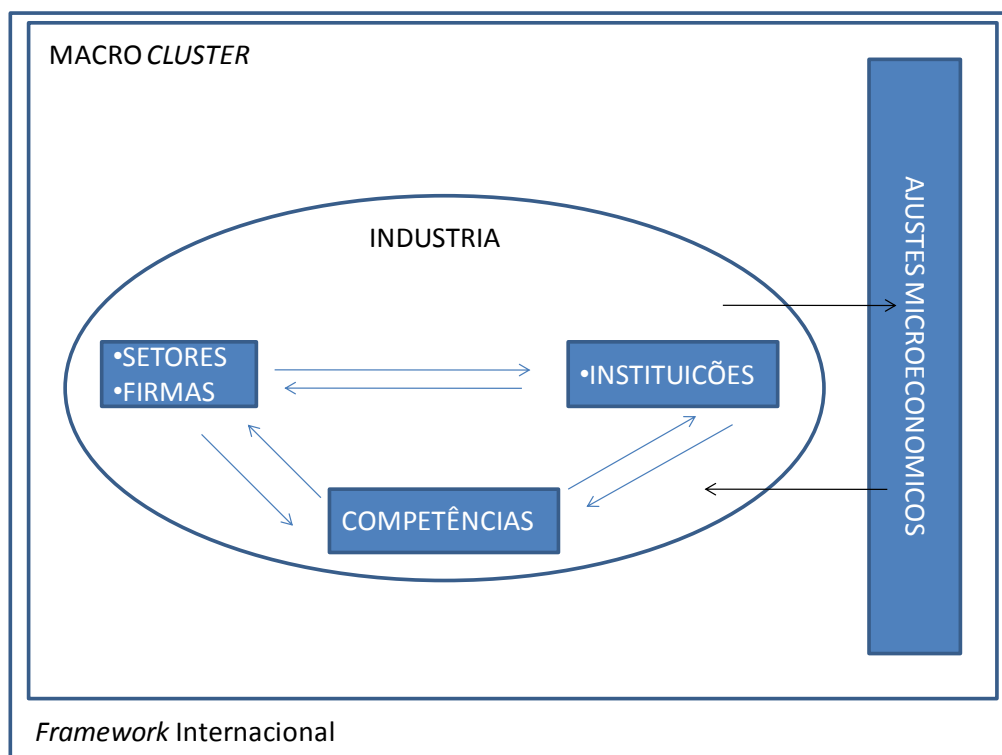 MACRO CLUSTER
INDUSTRIA
•SETORES
•FIRMAS
•INSTITUICÕES
COMPETÊNCIAS
AJUSTES MICROECONOMICOS
Framework Internacional